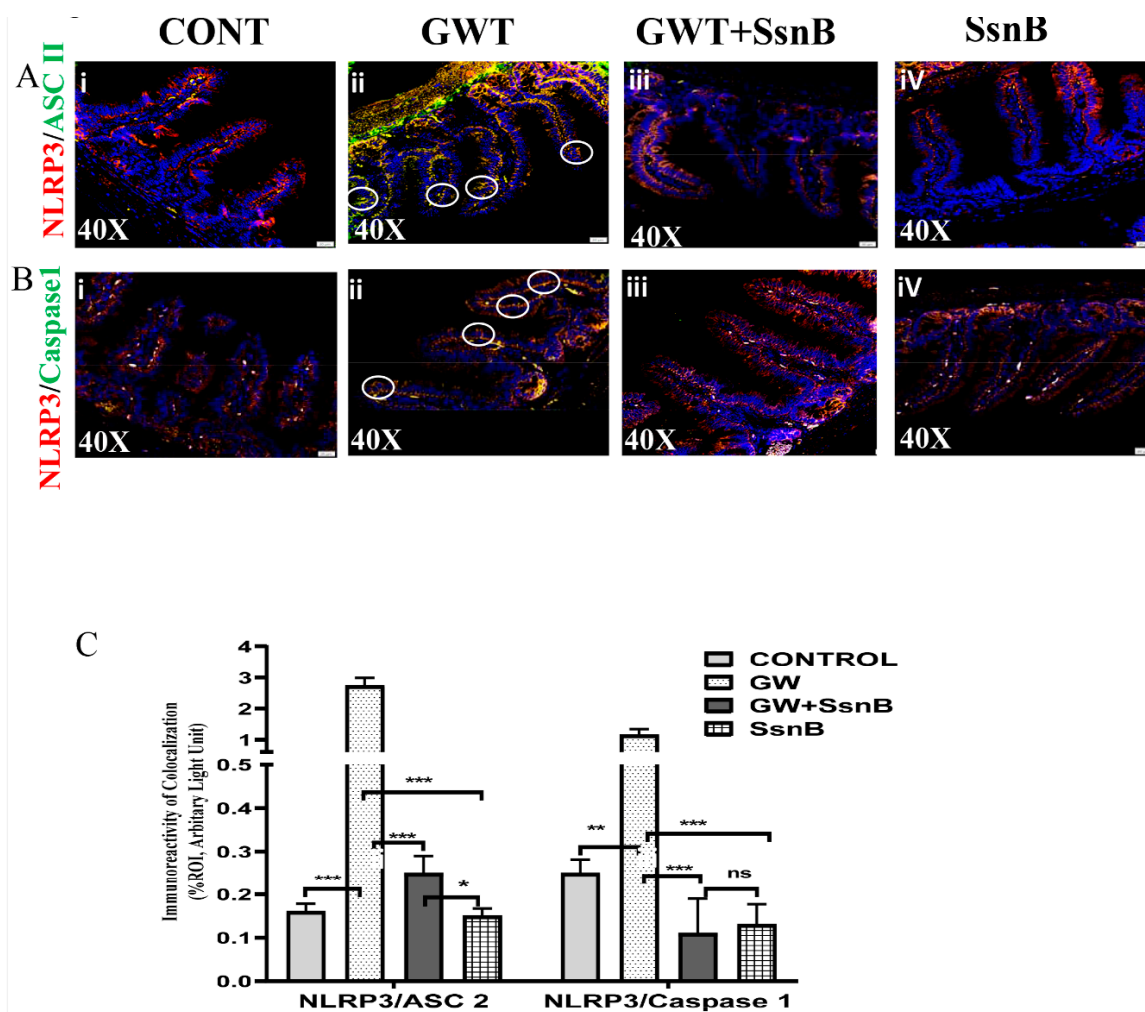 CONT GWT GWT+SsnB SsnB
A
NLRP3/ASC II
i ii iii iV
40X 40X 40X 40X
B
NLRP3/Caspase1
i ii iii iV
40X 40X 40X 40X
C
Immunoreactivity of Colocalization
(%ROI, Arbitary Light Unit)
4
3
2
1
0.5
0.4
0.3
0.2
0.1
0.0
CONTROL
GW
GW+SsnB
SsnB
*** *** *** *
** *** *** ns
NLRP3/ASC 2 NLRP3/Caspase 1